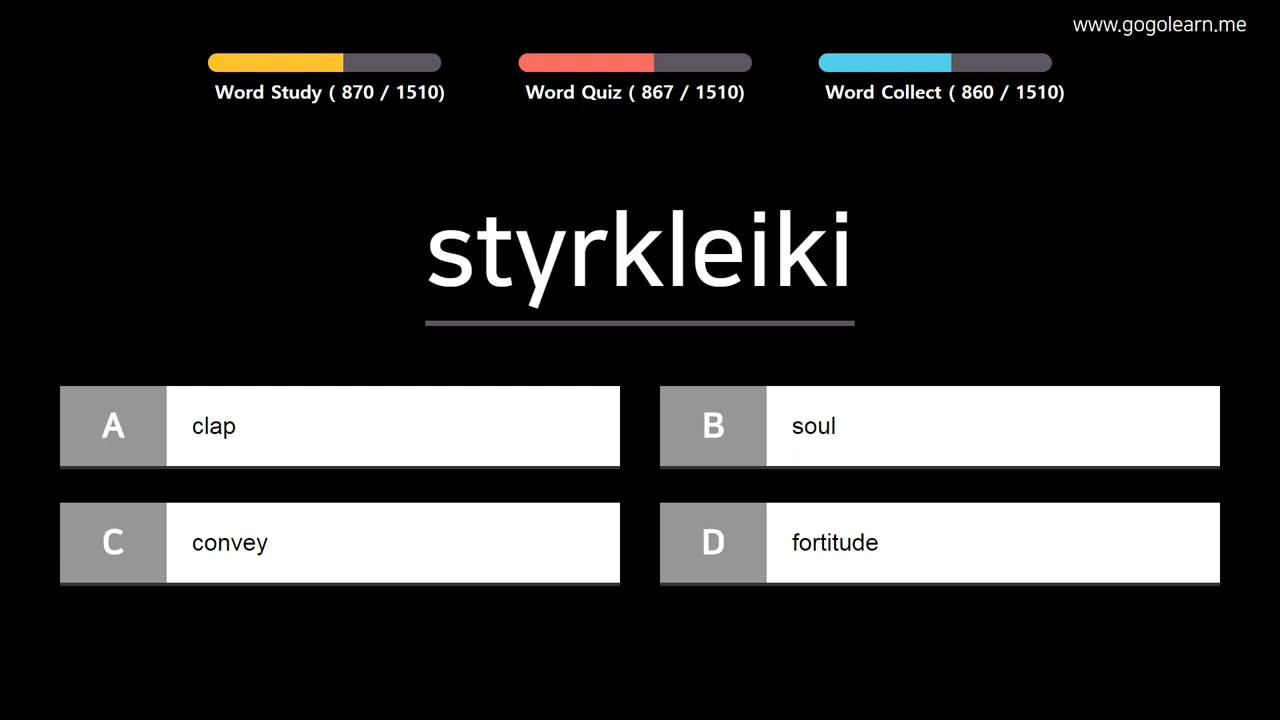 www.gogolearn.me
Word Study ( 870 / 1510)
Word Quiz ( 867 / 1510)
Word Collect ( 860 / 1510)
styrkleiki
A clap
B soul
C convey
D fortitude